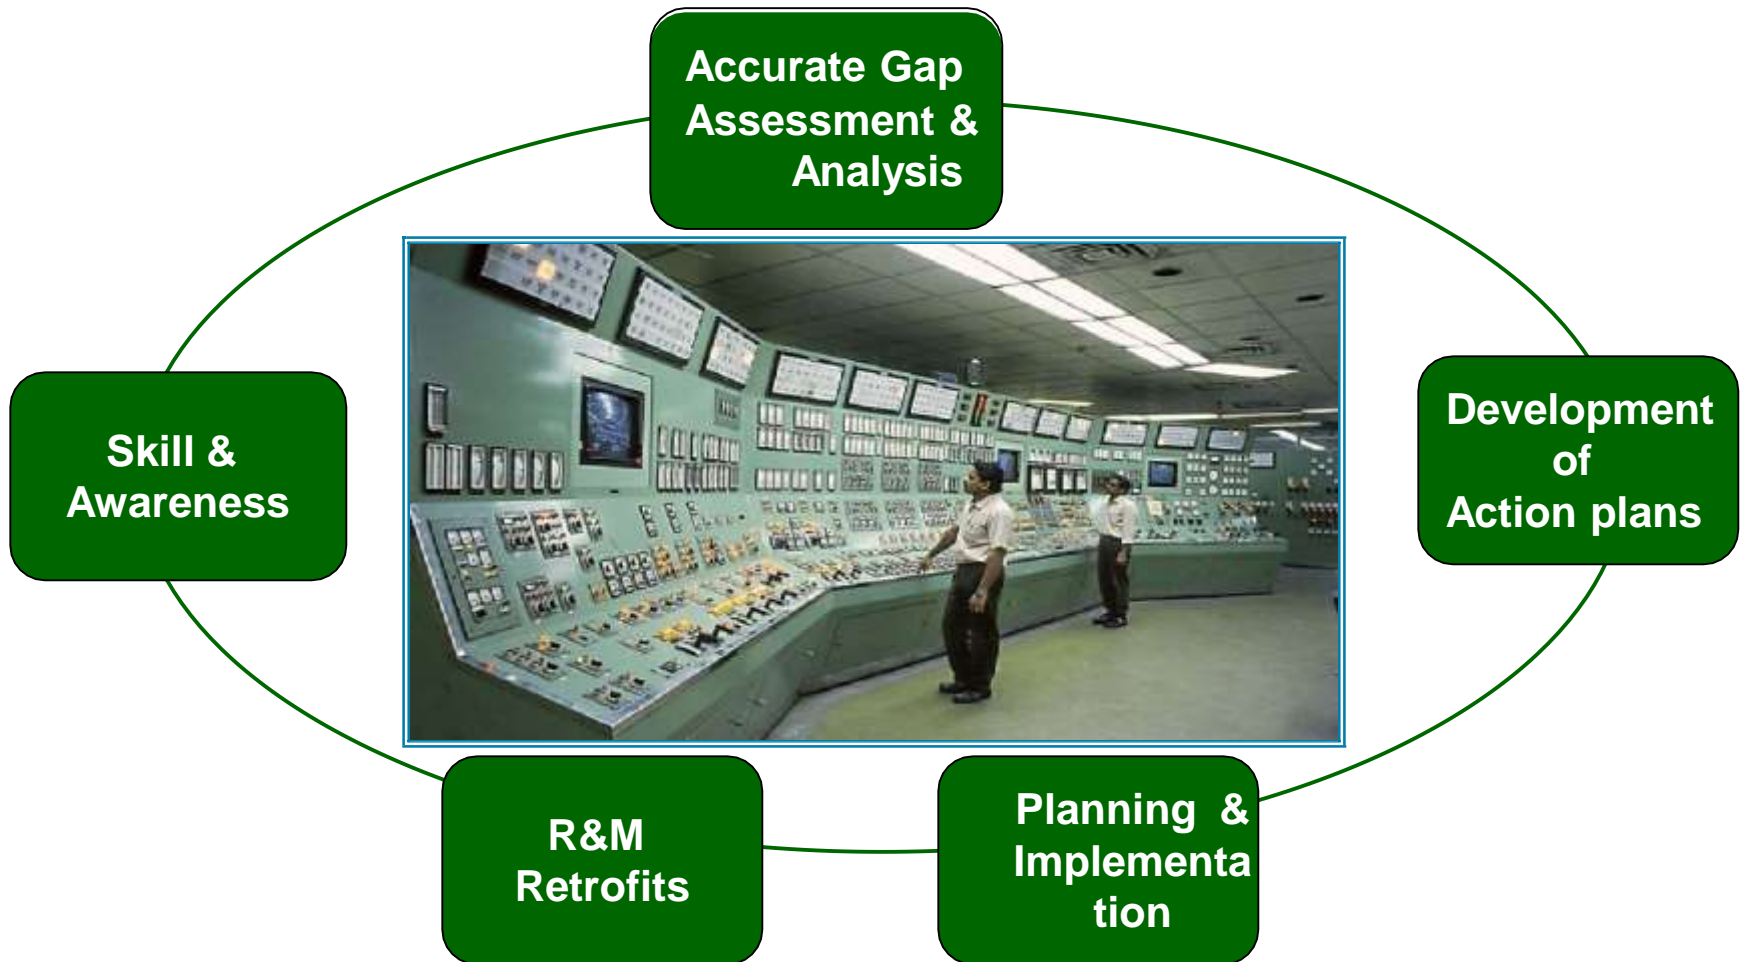 Accurate Gap
Assessment &
Analysis
Skill &
Awareness
Development
of
Action plans
R&M
Retrofits
Planning &
Implementa
tion